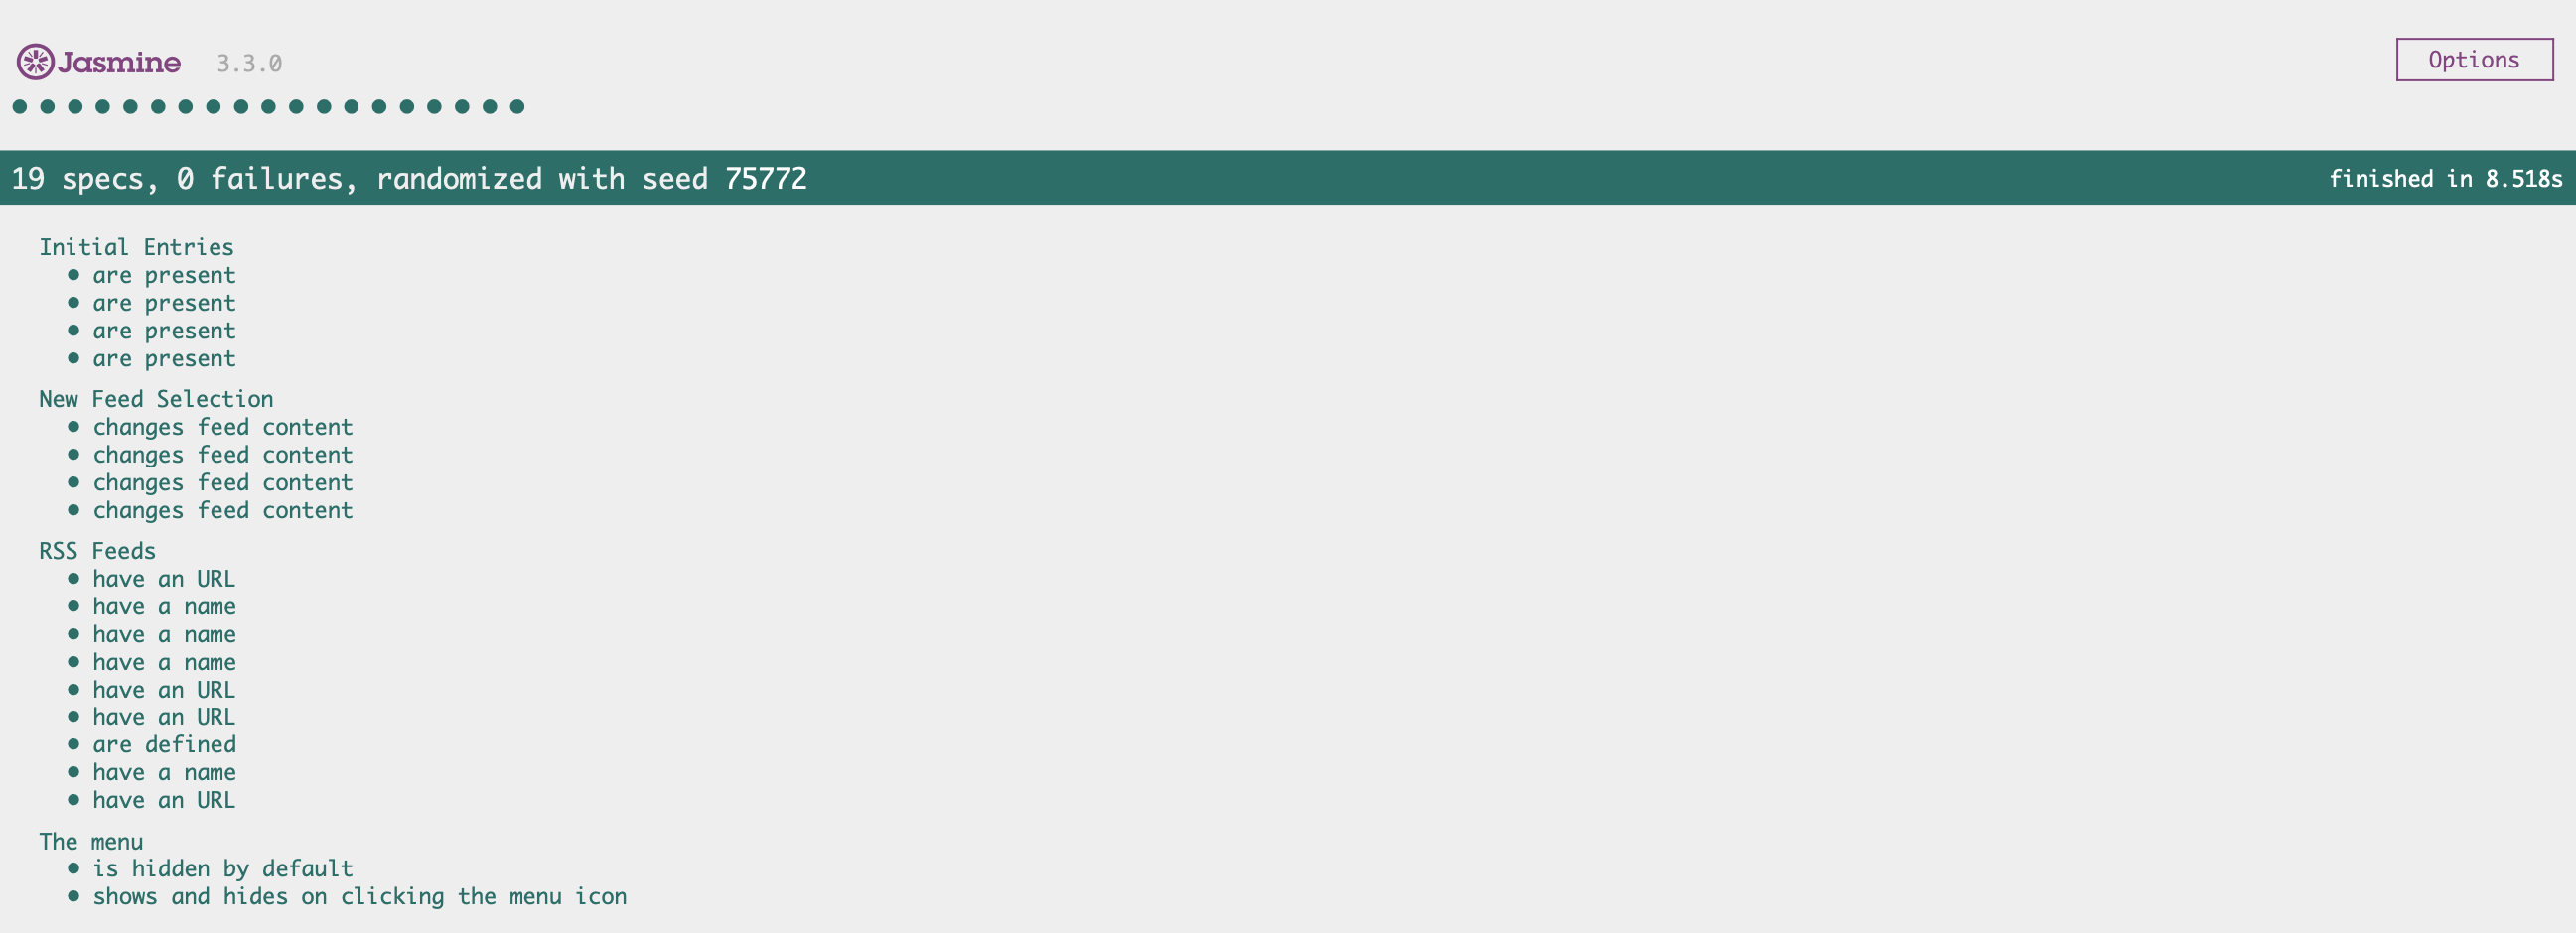 Jasmine 3.3.0 Options
19 specs, 0 failures, randomized with seed 75772 finished in 8.518s
Initial Entries
• are present
• are present
• are present
• are present
New Feed Selection
• changes feed content
• changes feed content
• changes feed content
• changes feed content
RSS Feeds
• have an URL
• have a name
• have a name
• have a name
• have an URL
• have an URL
• are defined
• have a name
• have an URL
The menu
• is hidden by default
• shows and hides on clicking the menu icon